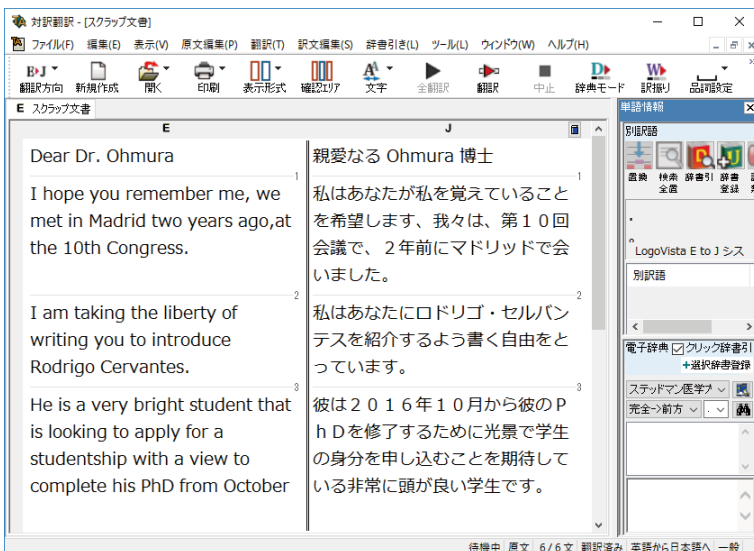 対訳翻訳 - [スクラップ文書]
ファイル(F) 編集(E) 表示(V) 原文編集(P) 翻訳(T) 訳文編集(S) 辞書引き(L) ツール(L) ウインドウ(W) ヘルプ(H)
E›J
翻訳方向 新規作成 開く 印刷 表示形式 確認エリア 文字 全翻訳 翻訳 中止 辞典モード 訳振り 品詞設定
E スクラップ文書
E J
Dear Dr. Ohmura
親愛なる Ohmura 博士
1 1
I hope you remember me, we
met in Madrid two years ago,at
the 10th Congress.
私はあなたが私を覚えていること
を希望します、我々は、第１０回
会議で、２年前にマドリッドで会
いました。
2 2
I am taking the liberty of
writing you to introduce
Rodrigo Cervantes.
私はあなたにロドリゴ・セルバン
テスを紹介するよう書く自由をと
っています。
3 3
He is a very bright student that
is looking to apply for a
studentship with a view to
complete his PhD from October
彼は２０１６年１０月から彼のＰ
ｈＤを修了するために光景で学生
の身分を申し込むことを期待して
いる非常に頭が良い学生です。
単語情報
別訳語
置換 検索全置 辞書引 辞書登録
LogoVista E to J シス
別訳語
電子辞典 クリック辞書引
+選択辞書登録
ステッドマン医学
完全->前方
待機中 原文 6/6文 翻訳済み 英語から日本語へ 一般